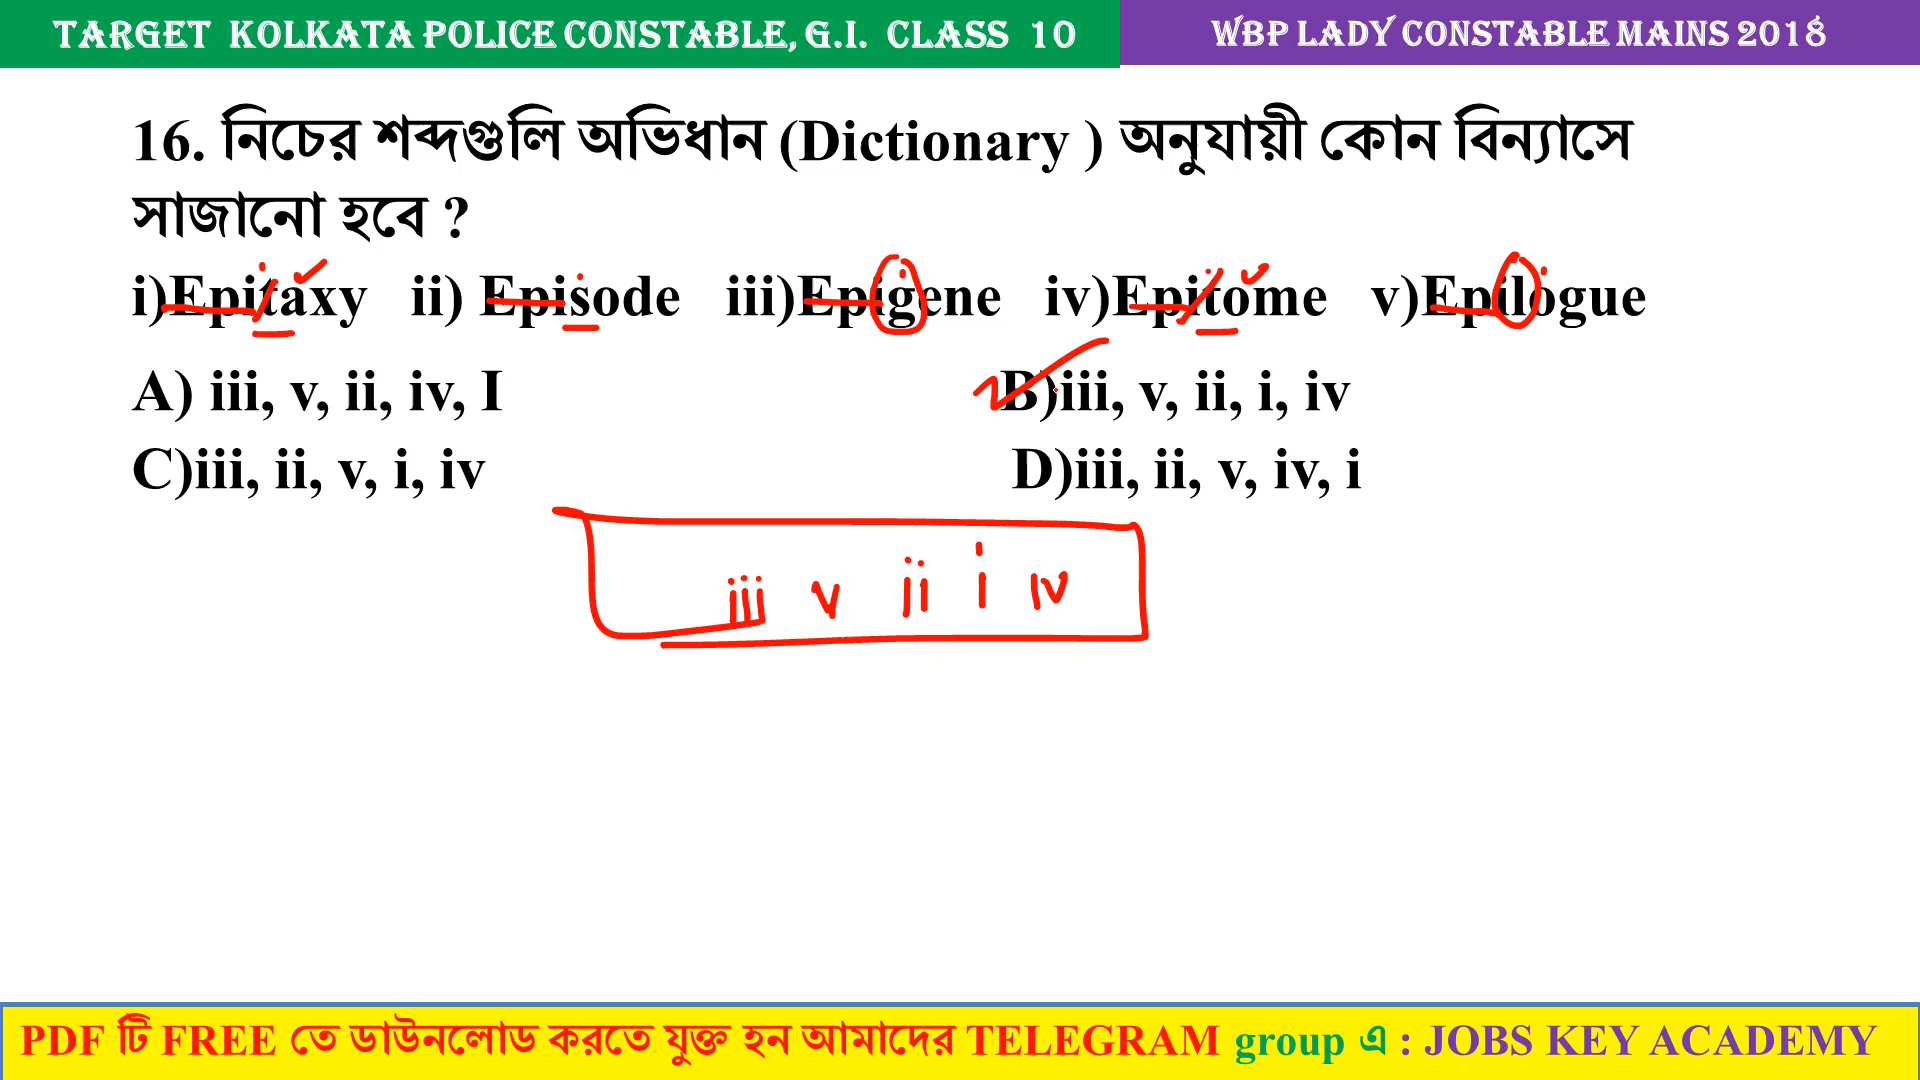 TARGET KOLKATA POLICE CONSTABLE, G.I. CLASS 10
WBP LADY CONSTABLE MAINS 2018
16. নিচের শব্দগুলি অভিধান (Dictionary ) অনুযায়ী কোন বিন্যাসে
সাজানো হবে ?
i)Epitaxy ii) Episode iii)Epigene iv)Epitome v)Epilogue
A) iii, v, ii, iv, I B)iii, v, ii, i, iv
C)iii, ii, v, i, iv D)iii, ii, v, iv, i
iii v ii i iv
PDF টি FREE তে ডাউনলোড করতে যুক্ত হন আমাদের TELEGRAM group এ : JOBS KEY ACADEMY